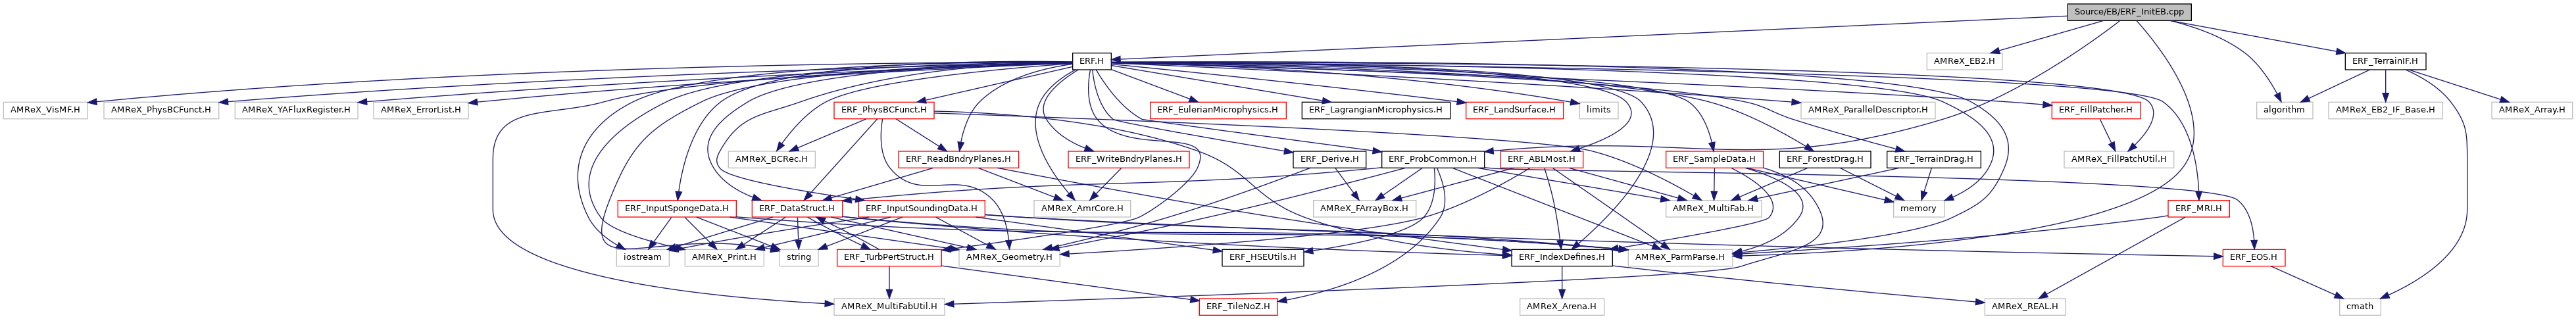 Source/EB/ERF_InitEB.cpp
ERF.H
AMReX_EB2.H
ERF_TerrainIF.H
AMReX_VisMF.H
AMReX_PhysBCFunct.H
AMReX_YAFluxRegister.H
AMReX_ErrorList.H
ERF_PhysBCFunct.H
ERF_EulerianMicrophysics.H
ERF_LagrangianMicrophysics.H
ERF_LandSurface.H
limits
AMReX_ParallelDescriptor.H
ERF_FillPatcher.H
algorithm
AMReX_EB2_IF_Base.H
AMReX_Array.H
AMReX_BCRec.H
ERF_ReadBndryPlanes.H
ERF_WriteBndryPlanes.H
ERF_Derive.H
ERF_ProbCommon.H
ERF_ABLMost.H
ERF_SampleData.H
ERF_ForestDrag.H
ERF_TerrainDrag.H
AMReX_FillPatchUtil.H
ERF_InputSpongeData.H
ERF_DataStruct.H
ERF_InputSoundingData.H
AMReX_AmrCore.H
AMReX_FArrayBox.H
AMReX_MultiFab.H
memory
ERF_MRI.H
iostream
AMReX_Print.H
string
ERF_TurbPertStruct.H
AMReX_Geometry.H
ERF_HSEUtils.H
ERF_IndexDefines.H
AMReX_ParmParse.H
ERF_EOS.H
AMReX_MultiFabUtil.H
ERF_TileNoZ.H
AMReX_Arena.H
AMReX_REAL.H
cmath